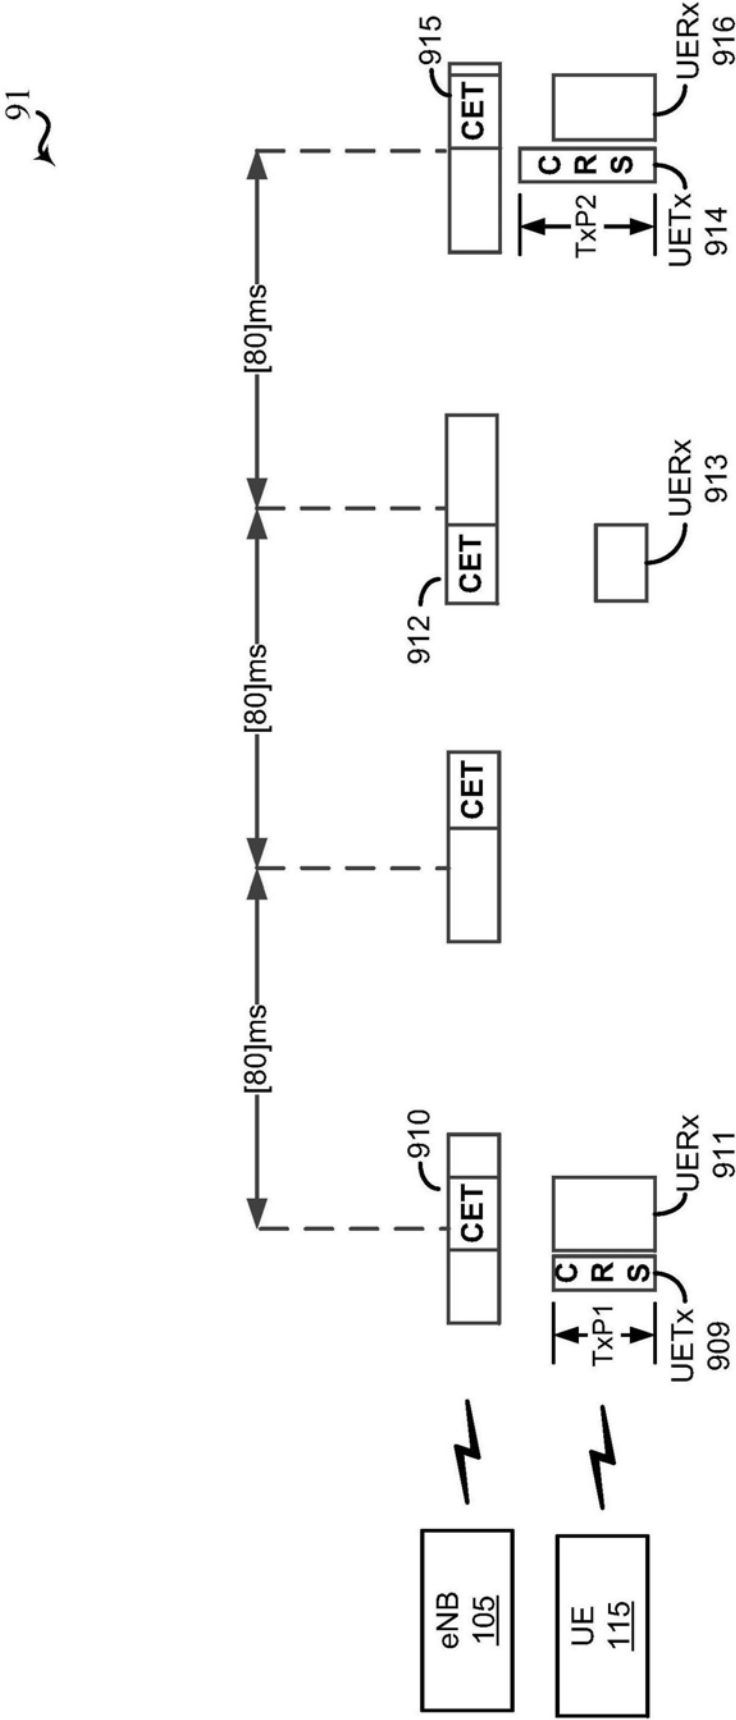 91
[80]ms
[80]ms
[80]ms
910
CET
CET
912
CET
915
CET
eNB
105
UE
115
TxP1
C R S
UETx
909
UERx
911
UERx
913
TxP2
C R S
UETx
914
UERx
916